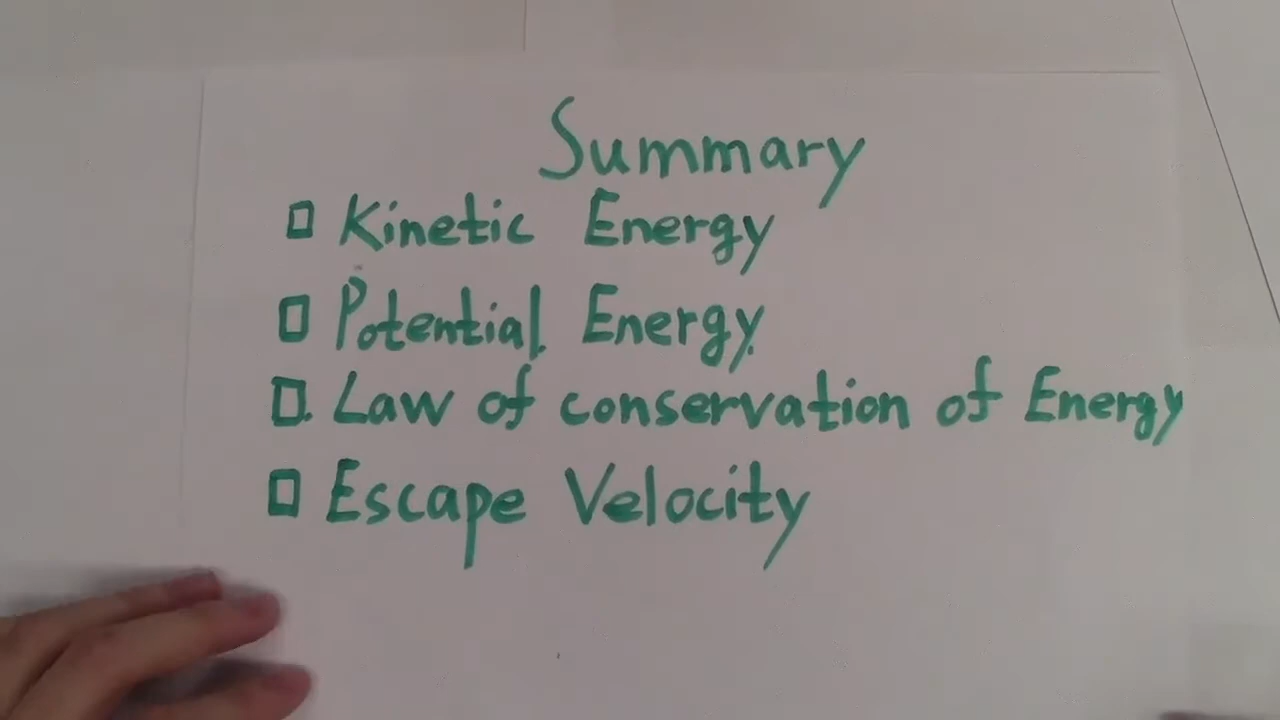 Summary
□ Kinetic Energy
□ Potential Energy
□ Law of conservation of Energy
□ Escape Velocity